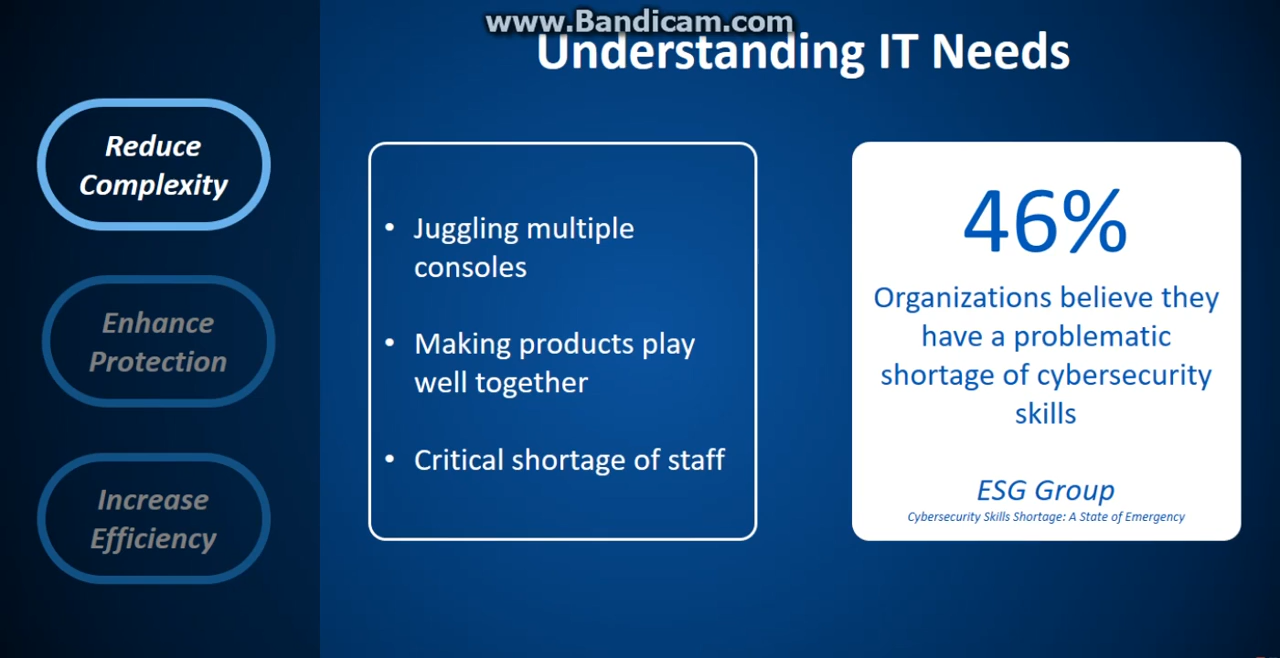 www.Bandicam.com
Understanding IT Needs
Reduce
Complexity
Enhance
Protection
Increase
Efficiency
• Juggling multiple
consoles
• Making products play
well together
• Critical shortage of staff
46%
Organizations believe they
have a problematic
shortage of cybersecurity
skills
ESG Group
Cybersecurity Skills Shortage: A State of Emergency